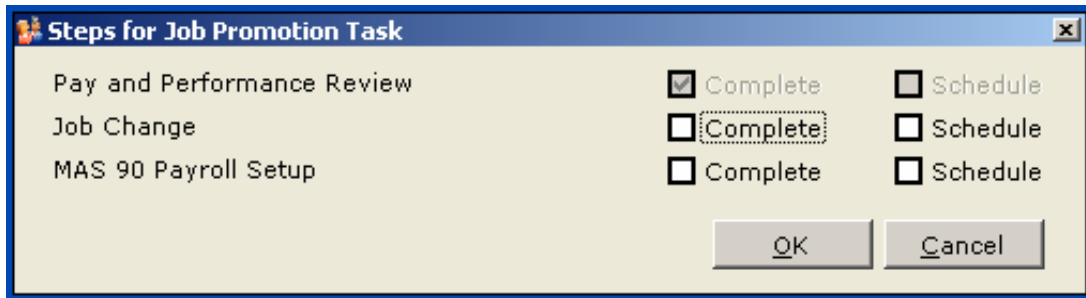 Steps for Job Promotion Task
Pay and Performance Review Complete Schedule
Job Change Complete Schedule
MAS 90 Payroll Setup Complete Schedule
OK Cancel